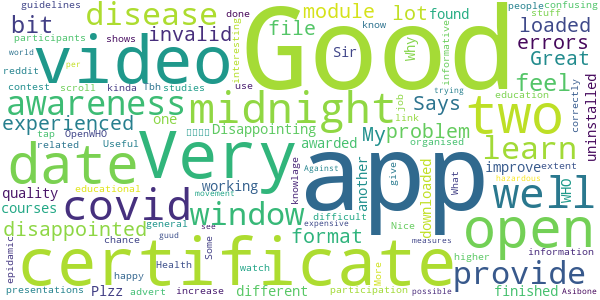 guidelines
done
people
confusing
bit
disease
module
lot
found
stuff
participants
shows
know
video
Good
invalid
interesting
file
informative
loaded
world
kinda
tbh
studies
Sir
Why
errors
reddit
per
Great
awareness
contest
scroll
use
trying
midnight
two
education
job
Says
feel
correctly
uninstalled
experienced
tap
OpenWHO
one
Disappointing
link
My
problem
organised
learn
date
Very
app
related
Useful
awarded
improve
extent
educational
working
knowlage
another
give
What
downloaded
hazardout
WHO
quality
covid
window
Against
movement
well
open
courses
difficult
expensive
disappointed
general
guud
see
format
Nice
measures
higher
information
epidamic
chance
Health
Some
certificate
More
provide
happy
watch
possible
presentations
Plzz
advert
increase
different
participation
finished
Asibone